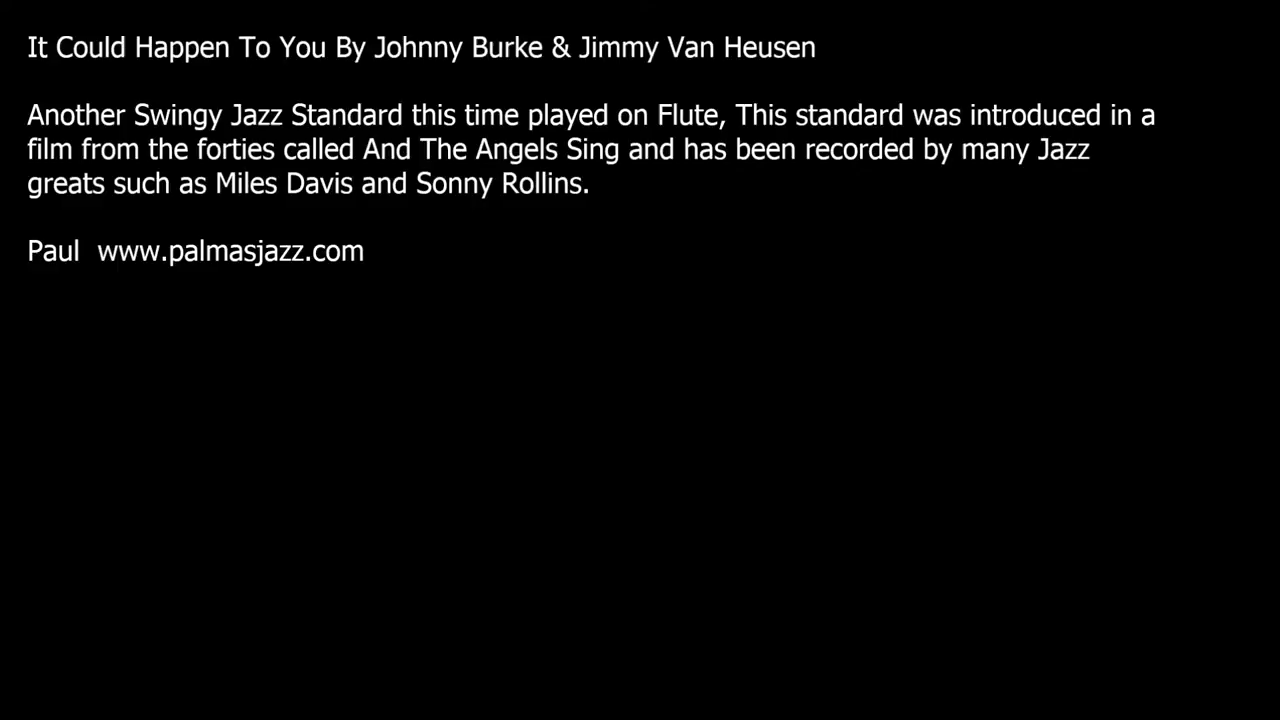 It Could Happen To You By Johnny Burke & Jimmy Van Heusen
Another Swingy Jazz Standard this time played on Flute, This standard was introduced in a
film from the forties called And The Angels Sing and has been recorded by many Jazz
greats such as Miles Davis and Sonny Rollins.
Paul  www.palmasjazz.com